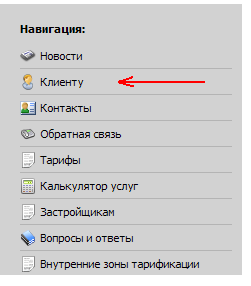 Навигация:
Новости
Клиенту
Контакты
Обратная связь
Тарифы
Калькулятор услуг
Застройщикам
Вопросы и ответы
Внутренние зоны тарификации